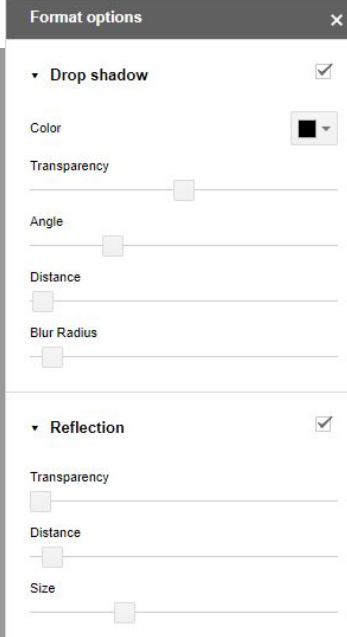 Format options
Drop shadow
Color
Transparency
Angle
Distance
Blur Radius
Reflection
Transparency
Distance
Size